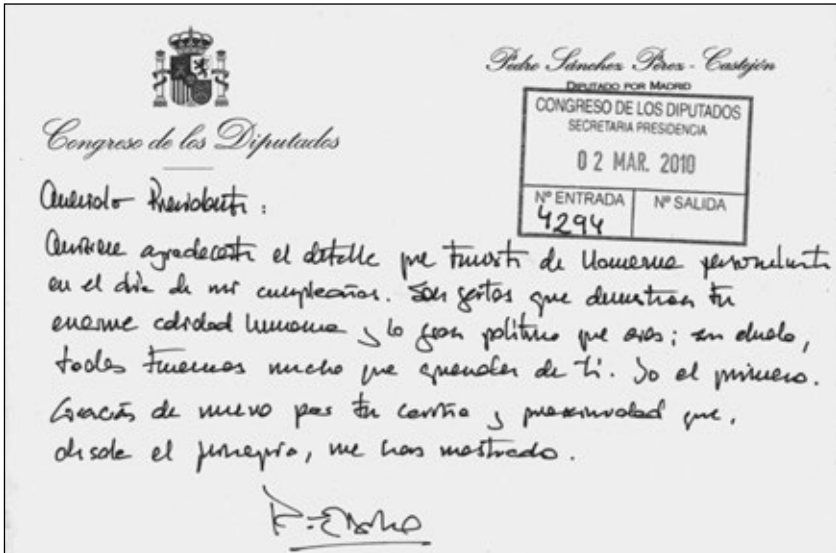 Pedro Sánchez Pérez-Castejón
DIPUTADO POR MADRID
Congreso de los Diputados
CONGRESO DE LOS DIPUTADOS
SECRETARIA PRESIDENCIA
0 2 MAR. 2010
Nº ENTRADA
4294
Nº SALIDA
Querido Presidente:
Quisiera agradecerte el detalle que tuviste de llamarme personalmente
en el día de mi cumpleaños. Son gestos que demuestran tu
enorme calidad humana y lo gran político que eres; sin duda,
todos tenemos mucho que aprender de ti. Yo el primero.
Gracias de nuevo por tu cariño y proximidad que,
desde el principio, me has mostrado.